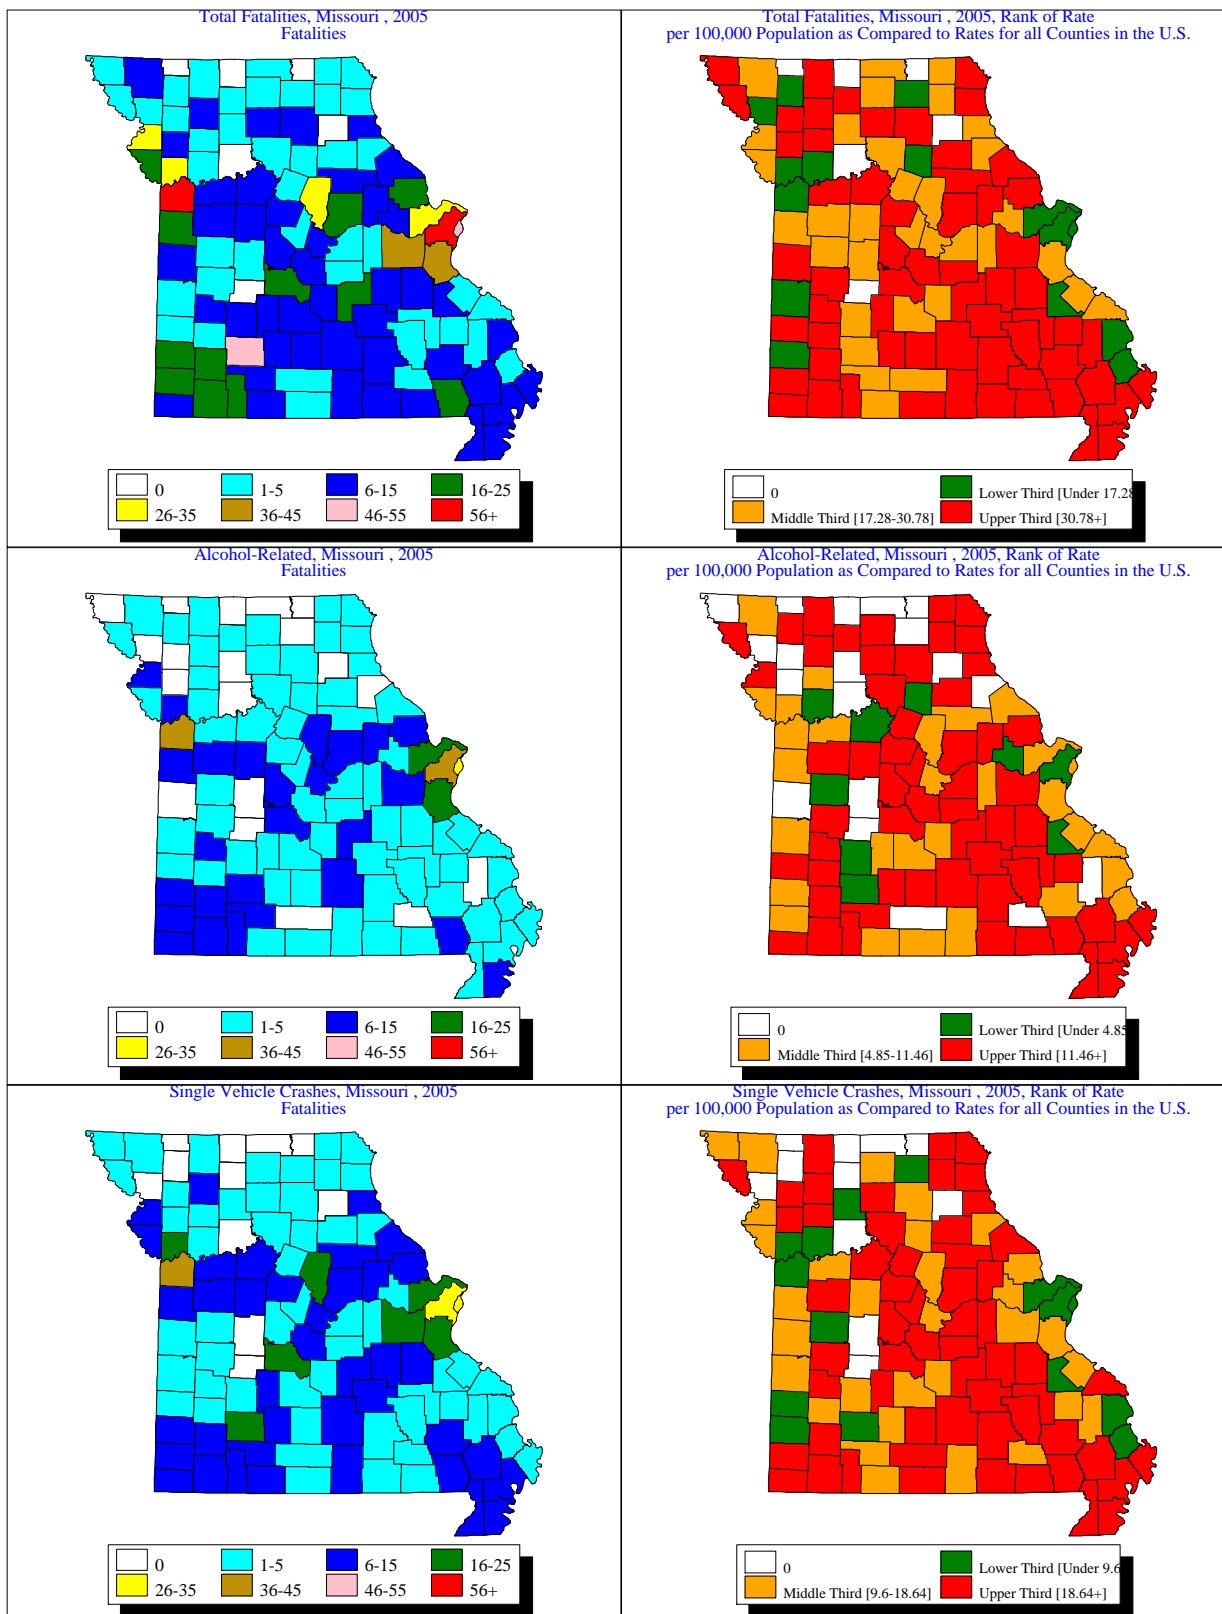 Total Fatalities, Missouri , 2005
Fatalities
0
1-5
6-15
16-25
26-35
36-45
46-55
56+
Total Fatalities, Missouri , 2005, Rank of Rate
per 100,000 Population as Compared to Rates for all Counties in the U.S.
0
Lower Third [Under 17.28
Middle Third [17.28-30.78]
Upper Third [30.78+]
Alcohol-Related, Missouri , 2005
Fatalities
0
1-5
6-15
16-25
26-35
36-45
46-55
56+
Alcohol-Related, Missouri , 2005, Rank of Rate
per 100,000 Population as Compared to Rates for all Counties in the U.S.
0
Lower Third [Under 4.85
Middle Third [4.85-11.46]
Upper Third [11.46+]
Single Vehicle Crashes, Missouri , 2005
Fatalities
0
1-5
6-15
16-25
26-35
36-45
46-55
56+
Single Vehicle Crashes, Missouri , 2005, Rank of Rate
per 100,000 Population as Compared to Rates for all Counties in the U.S.
0
Lower Third [Under 9.6
Middle Third [9.6-18.64]
Upper Third [18.64+]